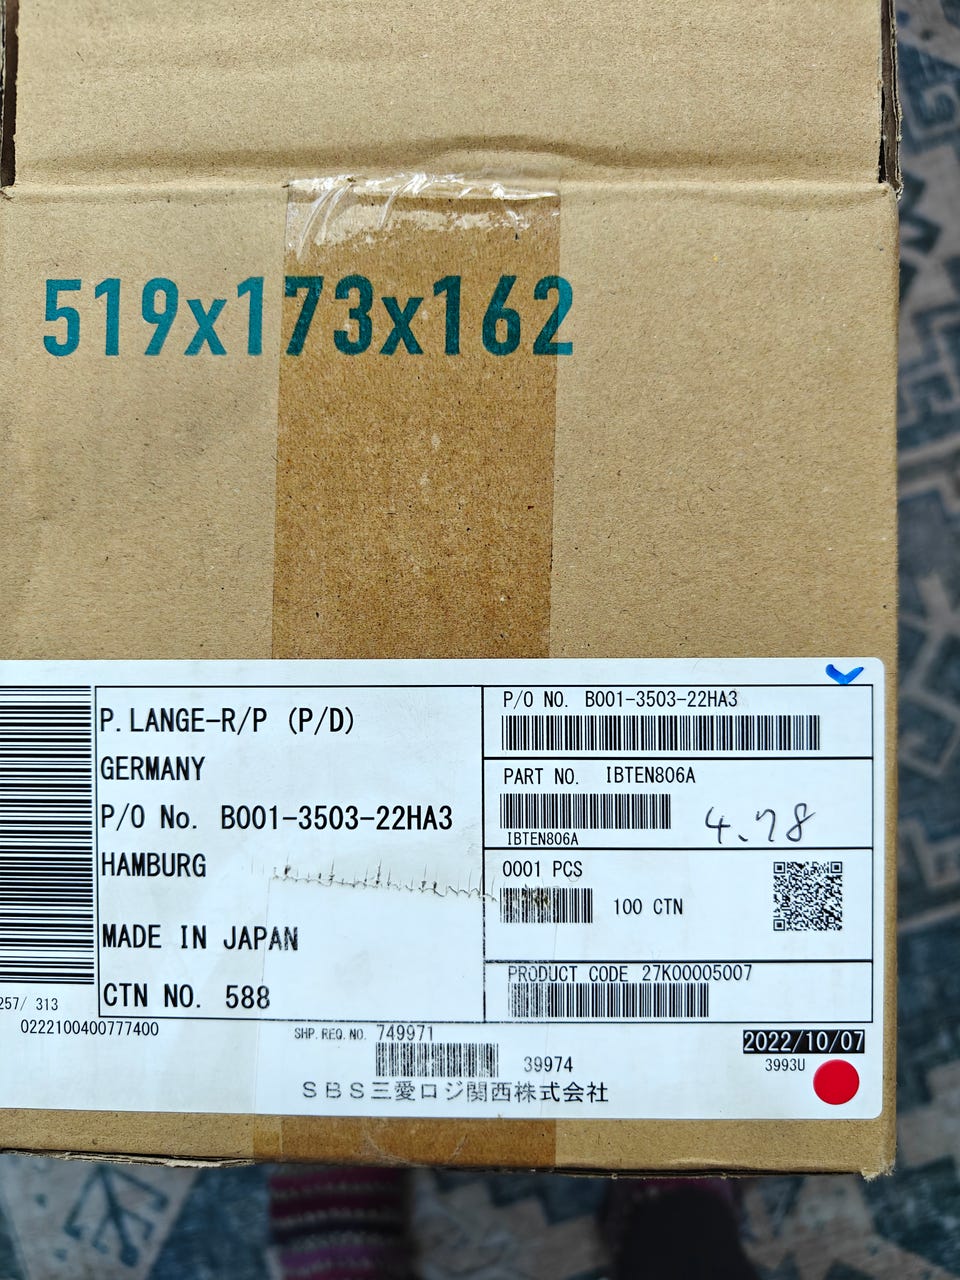 519x173x162
P.LANGE-R/P (P/D)
GERMANY
P/O No. B001-3503-22HA3
HAMBURG
MADE IN JAPAN
CTN NO. 588
257/ 313
0222100400777400
P/O NO. B001-3503-22HA3
PART NO. IBTEN806A
IBTEN806A
4.78
0001 PCS
100 CTN
PRODUCT CODE 27K00005007
SHP.REQ.NO. 749971
39974
SBS三愛ロジ関西株式会社
2022/10/07
3993U